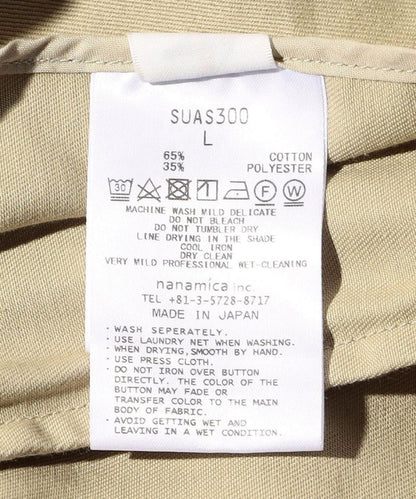 SUAS300
L
65% COTTON
35% POLYESTER
30 F W
MACHINE WASH MILD DELICATE
DO NOT BLEACH
DO NOT TUMBLER DRY
LINE DRYING IN THE SHADE
COOL IRON
DRY CLEAN
VERY MILD PROFESSIONAL WET-CLEANING
nanamica inc.
TEL +81-3-5728-8717
MADE IN JAPAN
・WASH SEPERATELY.
・USE LAUNDRY NET WHEN WASHING.
・WHEN DRYING, SMOOTH BY HAND.
・USE PRESS CLOTH.
・DO NOT IRON OVER BUTTON
DIRECTLY. THE COLOR OF THE
BUTTON MAY FADE OR
TRANSFER COLOR TO THE MAIN
BODY OF FABRIC.
・AVOID GETTING WET AND
LEAVING IN A WET CONDITION.